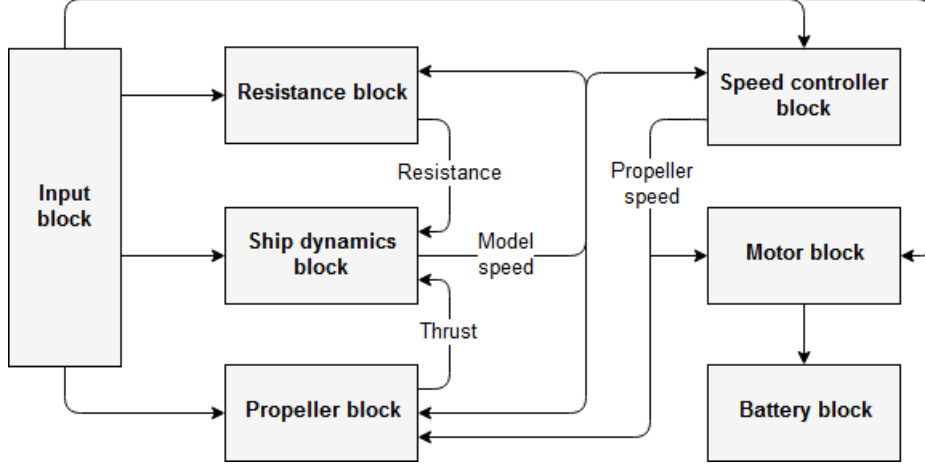 Resistance block
Speed controller
block
Resistance
Propeller
speed
Input
block
Ship dynamics
block
Model
speed
Motor block
Thrust
Propeller block
Battery block